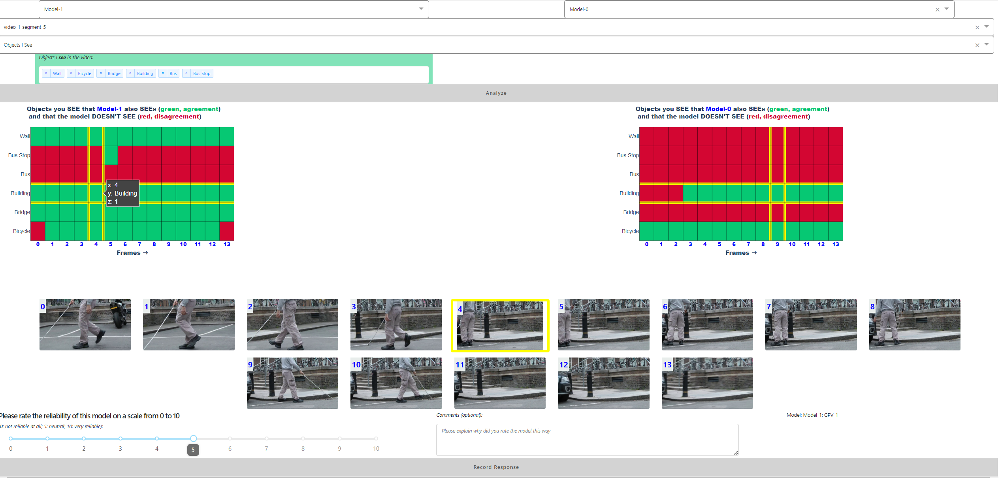 Model-1
Model-0
video-1-segment-5
Objects I See
Objects I see in the video:
× Wall × Bicycle × Bridge × Building × Bus × Bus Stop
Analyze
Objects you SEE that Model-1 also SEEs (green, agreement)
and that the model DOESN'T SEE (red, disagreement)
Wall
Bus Stop
Bus
Building
Bridge
Bicycle
x: 4
y: Building
z: 1
0 1 2 3 4 5 6 7 8 9 10 11 12 13
Frames →
Objects you SEE that Model-0 also SEEs (green, agreement)
and that the model DOESN'T SEE (red, disagreement)
Wall
Bus Stop
Bus
Building
Bridge
Bicycle
0 1 2 3 4 5 6 7 8 9 10 11 12 13
Frames →
0 1 2 3 4 5 6 7 8
9 10 11 12 13
Please rate the reliability of this model on a scale from 0 to 10
0: not reliable at all; 5: neutral; 10: very reliable):
0 1 2 3 4 5 6 7 8 9 10
Comments (optional):
Please explain why did you rate the model this way
Model: Model-1: GPV-1
Record Response